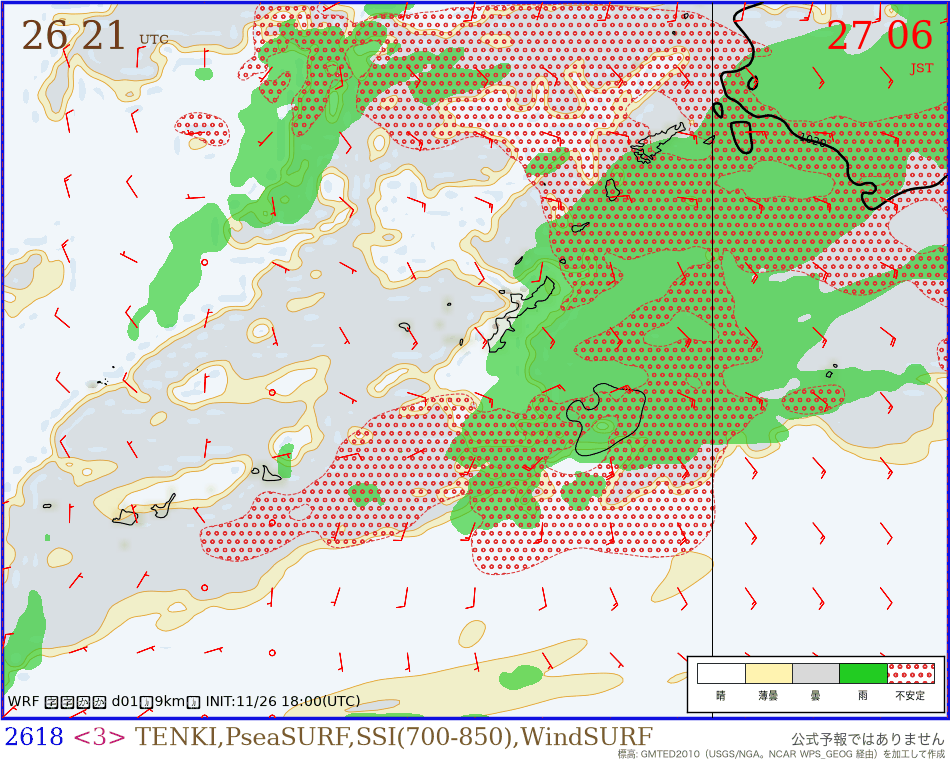 26 21 UTC
27 06
JST
1020
晴 薄曇 曇 雨 不安定
WRF d01 9km INIT:11/26 18:00(UTC)
2618 <3> TENKI,PseaSURF,SSI(700-850),WindSURF
公式予報ではありません
標高: GMTED2010（USGS/NGA。NCAR WPS_GEOG 経由）を加工して作成